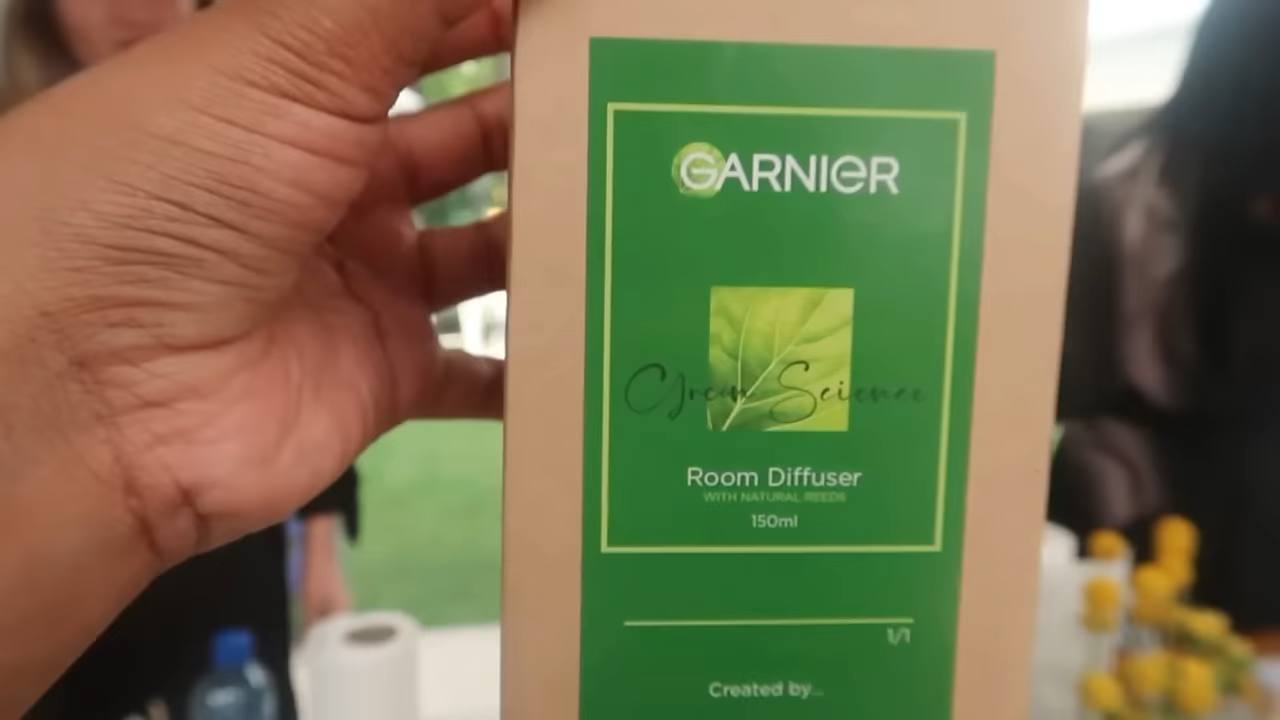 GARNIER
Green Science
Room Diffuser
WITH NATURAL REEDS
150ml
1/1
Created by...